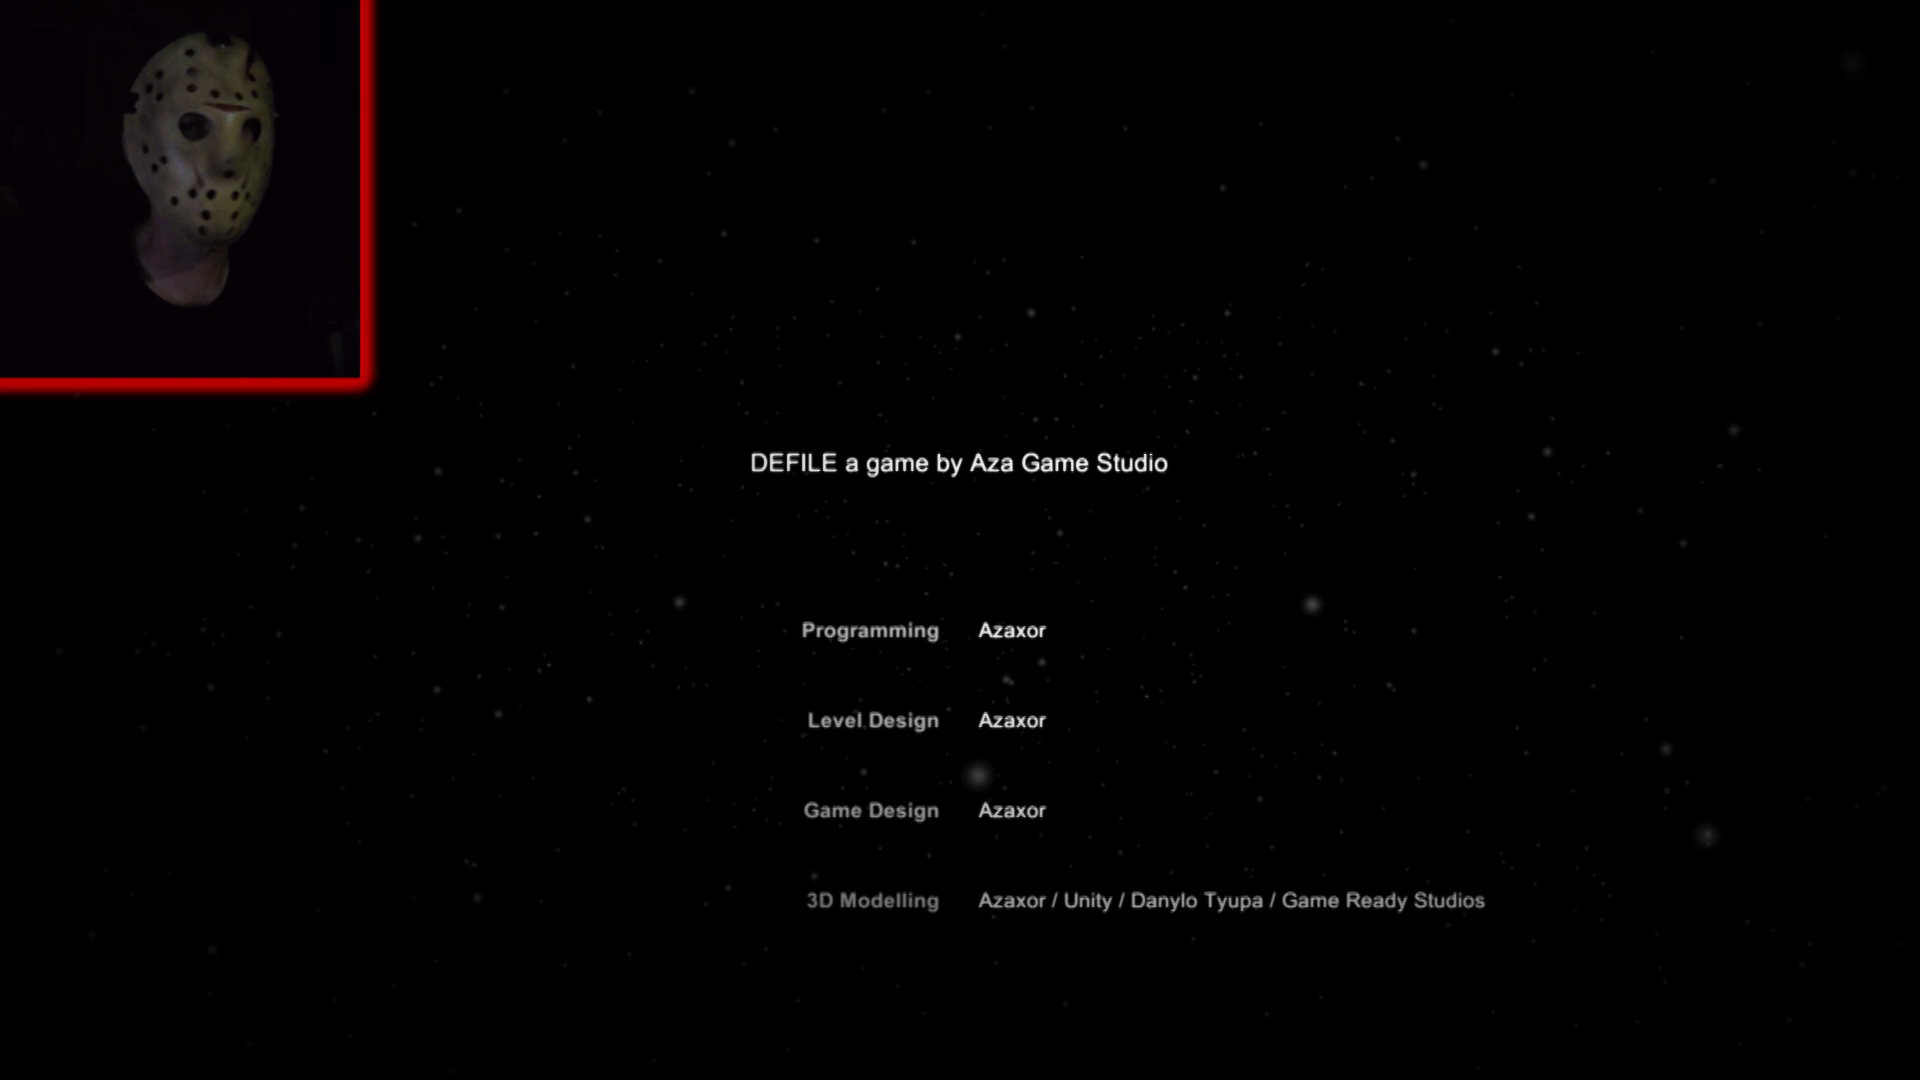 DEFILE a game by Aza Game Studio
Programming Azaxor
Level Design Azaxor
Game Design Azaxor
3D Modelling Azaxor / Unity / Danylo Tyupa / Game Ready Studios